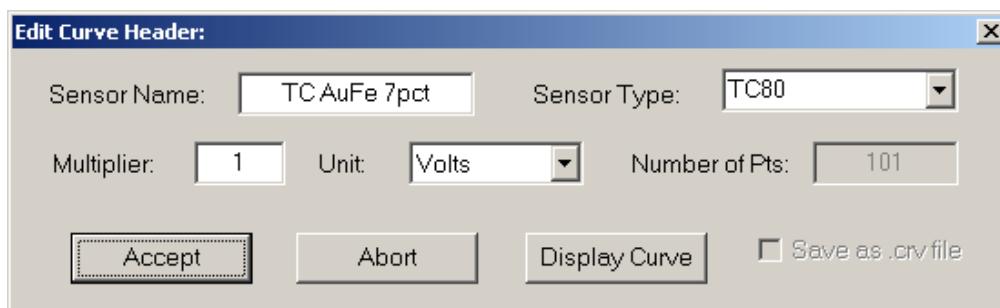 Edit Curve Header:
Sensor Name: TC AuFe 7pct Sensor Type: TC80
Multiplier: 1 Unit: Volts Number of Pts: 101
Accept Abort Display Curve Save as .crv file